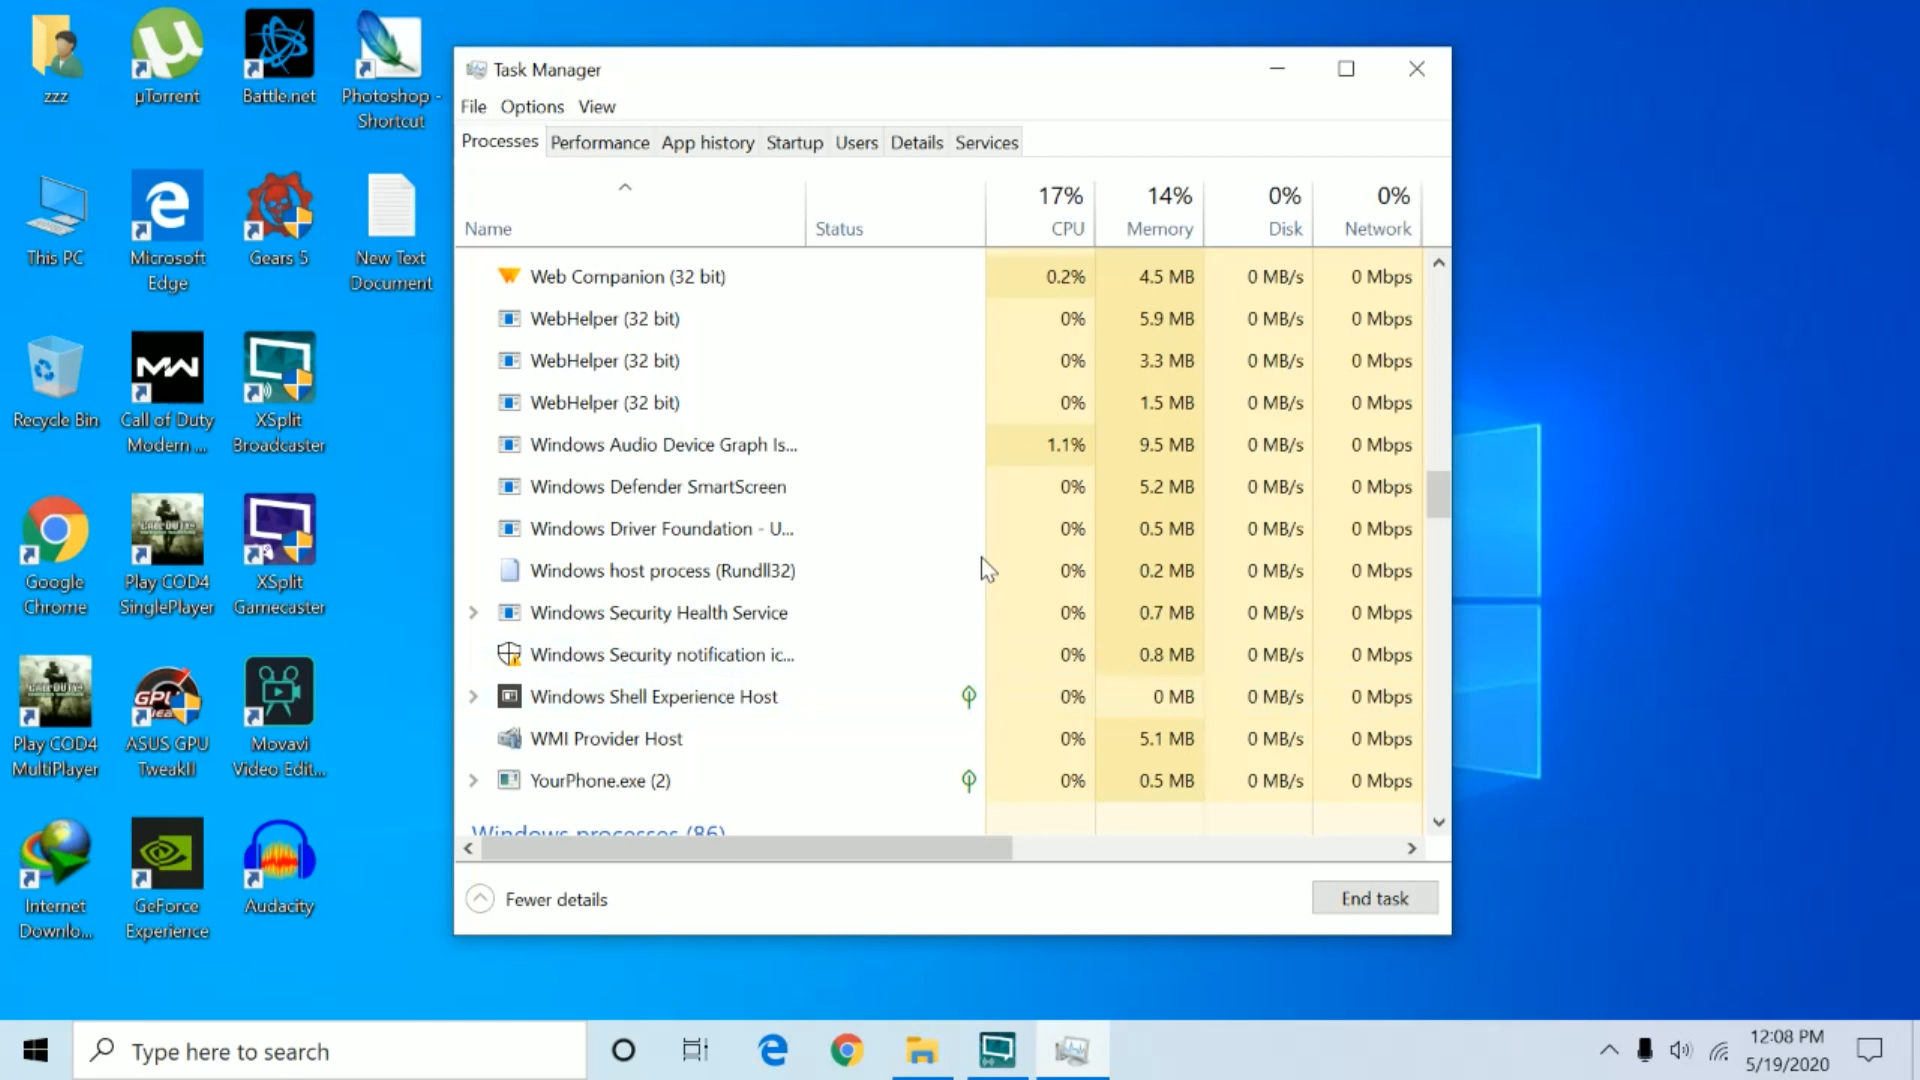 zzz
µTorrent
Battle.net
Photoshop -
Shortcut
This PC
Microsoft
Edge
Gears 5
New Text
Document
Recycle Bin
Call of Duty
Modern ...
XSplit
Broadcaster
Google
Chrome
Play COD4
SinglePlayer
XSplit
Gamecaster
Play COD4
MultiPlayer
ASUS GPU
TweakII
Movavi
Video Edit...
Internet
Downlo...
GeForce
Experience
Audacity
Task Manager
File Options View
Processes Performance App history Startup Users Details Services
17% 14% 0% 0%
Name Status CPU Memory Disk Network
Web Companion (32 bit) 0.2% 4.5 MB 0 MB/s 0 Mbps
WebHelper (32 bit) 0% 5.9 MB 0 MB/s 0 Mbps
WebHelper (32 bit) 0% 3.3 MB 0 MB/s 0 Mbps
WebHelper (32 bit) 0% 1.5 MB 0 MB/s 0 Mbps
Windows Audio Device Graph Is... 1.1% 9.5 MB 0 MB/s 0 Mbps
Windows Defender SmartScreen 0% 5.2 MB 0 MB/s 0 Mbps
Windows Driver Foundation - U... 0% 0.5 MB 0 MB/s 0 Mbps
Windows host process (Rundll32) 0% 0.2 MB 0 MB/s 0 Mbps
Windows Security Health Service 0% 0.7 MB 0 MB/s 0 Mbps
Windows Security notification ic... 0% 0.8 MB 0 MB/s 0 Mbps
Windows Shell Experience Host 0% 0 MB 0 MB/s 0 Mbps
WMI Provider Host 0% 5.1 MB 0 MB/s 0 Mbps
YourPhone.exe (2) 0% 0.5 MB 0 MB/s 0 Mbps
Windows processes (86)
Fewer details
End task
Type here to search
12:08 PM
5/19/2020